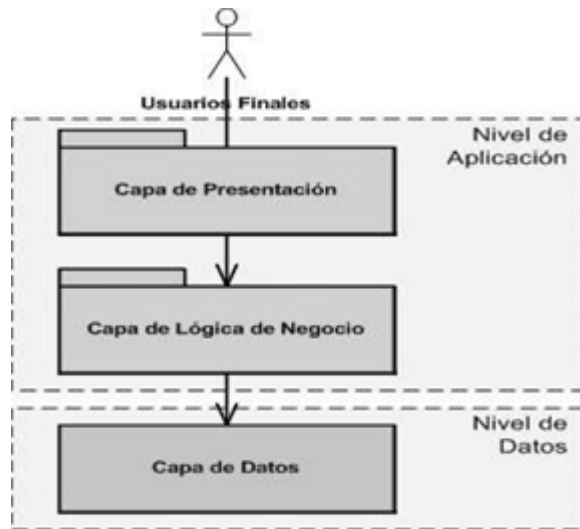 Usuarios Finales
Nivel de
Aplicación
Capa de Presentación
Capa de Lógica de Negocio
Nivel de
Datos
Capa de Datos